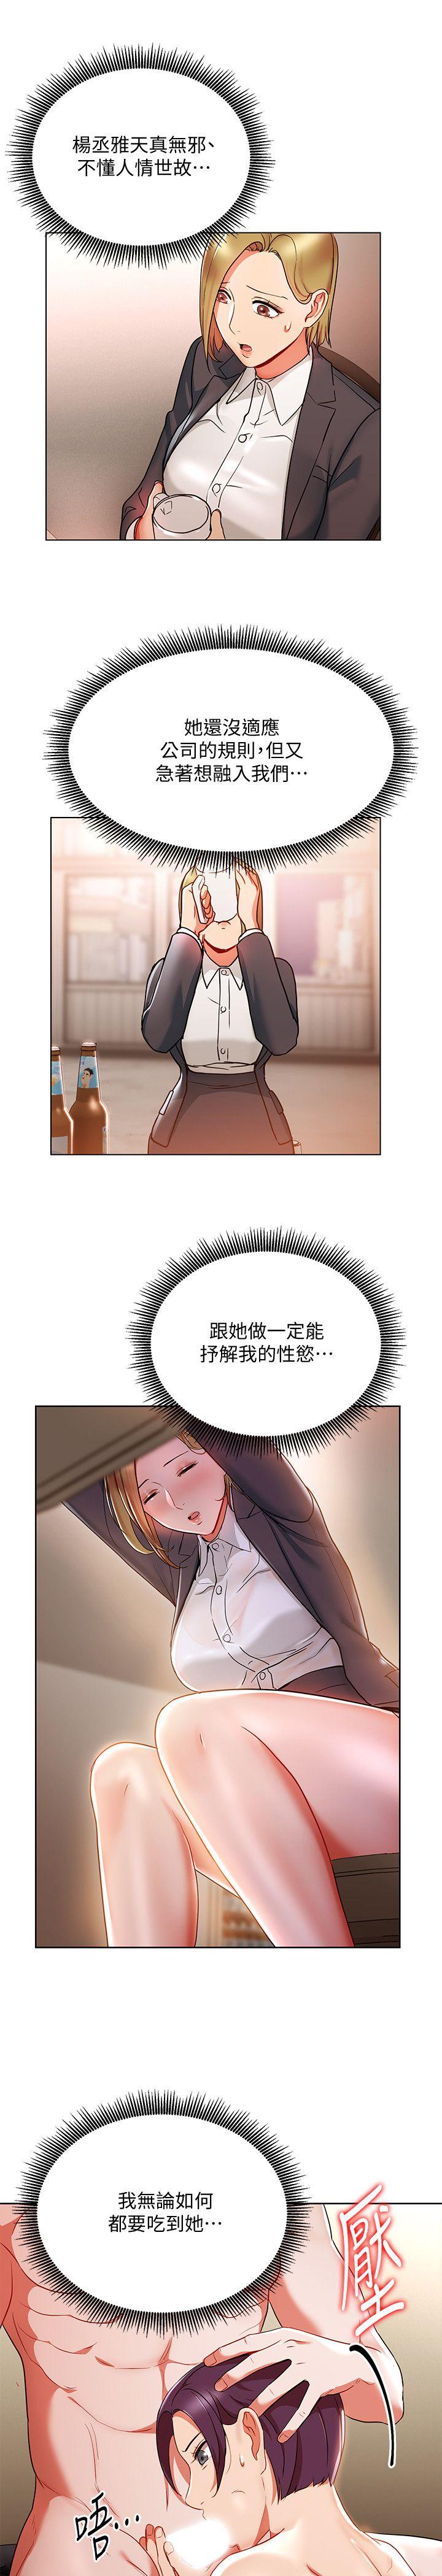 楊丞雅天真無邪、
不懂人情世故⋯
她還沒適應
公司的規則，但又
急著想融入我們⋯
跟她做一定能
抒解我的性慾⋯
我無論如何
都要吃到她⋯
壓
唔⋯